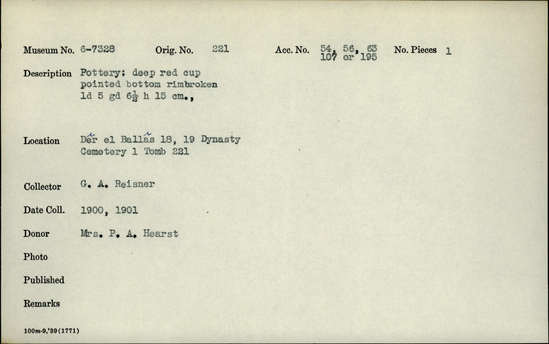 Museum No. 6-7328 Orig. No. 221 Acc. No. 54, 56, 63 No. Pieces 1
107 or 195
Description Pottery: deep red cup
pointed bottom rimbroken
ld 5 gd 6½ h 15 cm.,
Location Dêr el Ballâs 18, 19 Dynasty
Cemetery 1 Tomb 221
Collector G. A. Reisner
Date Coll. 1900, 1901
Donor Mrs. P. A. Hearst
Photo
Published
Remarks
100m-9,'39(1771)